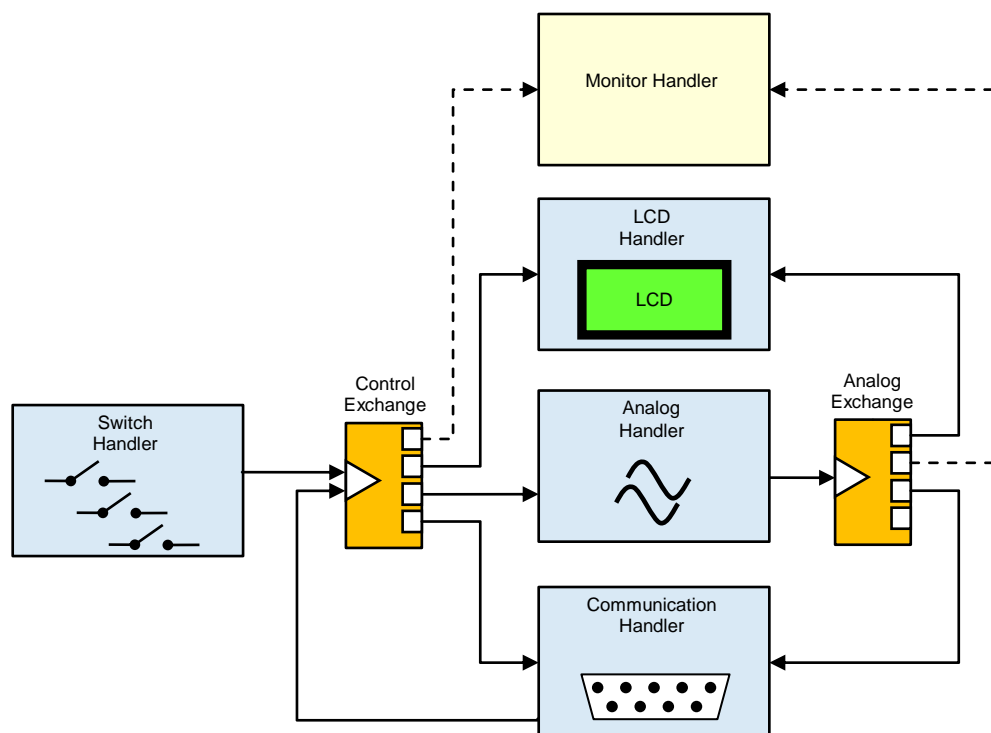 Monitor Handler
LCD
Handler
LCD
Control
Exchange
Analog
Handler
Analog
Exchange
Switch
Handler
Communication
Handler